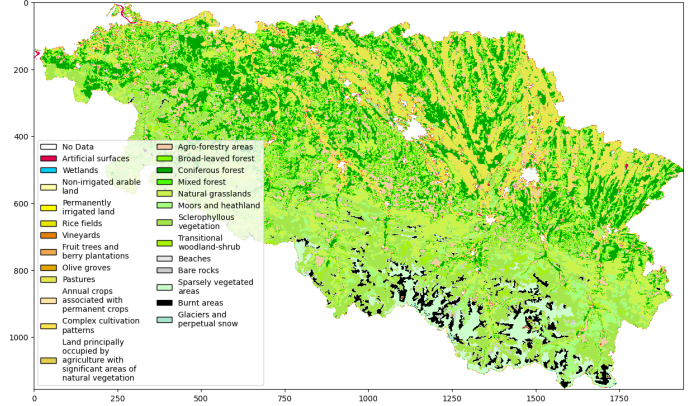 0
200
400
600
800
1000
0
250
500
750
1000
1250
1500
1750
No Data
Artificial surfaces
Wetlands
Non-irrigated arable
land
Permanently
irrigated land
Rice fields
Vineyards
Fruit trees and
berry plantations
Olive groves
Pastures
Annual crops
associated with
permanent crops
Complex cultivation
patterns
Land principally
occupied by
agriculture with
significant areas of
natural vegetation
Agro-forestry areas
Broad-leaved forest
Coniferous forest
Mixed forest
Natural grasslands
Moors and heathland
Sclerophyllous
vegetation
Transitional
woodland-shrub
Beaches
Bare rocks
Sparsely vegetated
areas
Burnt areas
Glaciers and
perpetual snow